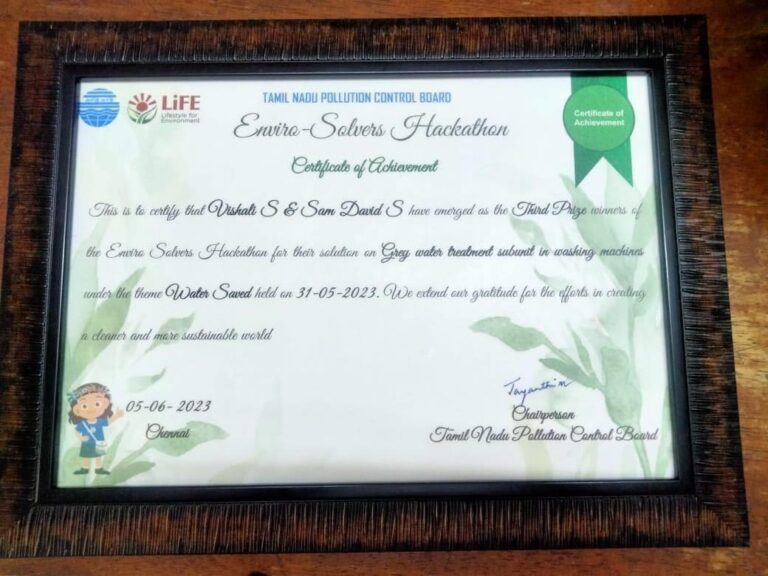 LiFE
Lifestyle for
Environment
TAMIL NADU POLLUTION CONTROL BOARD
Enviro-Solvers Hackathon
Certificate of
Achievement
Certificate of Achievement
This is to certify that Vishali S & Sam David S have emerged as the Third Prize winners of
the Enviro Solvers Hackathon for their solution on Grey water treatment subunit in washing machines
under the theme Water Saved held on 31-05-2023. We extend our gratitude for the efforts in creating
a cleaner and more sustainable world
05-06-2023
Chennai
Jayanthi M
Chairperson
Tamil Nadu Pollution Control Board